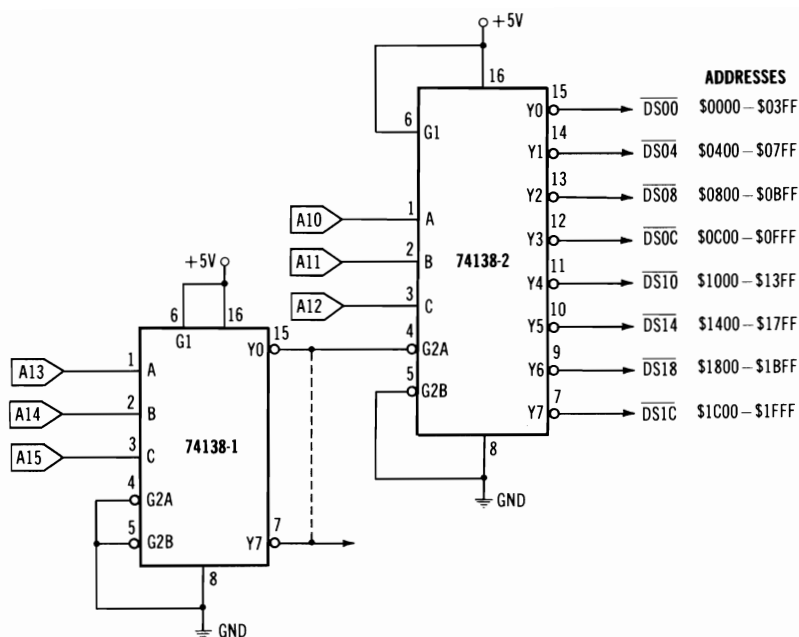 +5V
16
ADDRESSES
6
G1
Y0
15
DS00 $0000–$03FF
Y1
14
DS04 $0400–$07FF
Y2
13
DS08 $0800–$0BFF
A10
1
A
Y3
12
DS0C $0C00–$0FFF
A11
2
B
74138-2
Y4
11
DS10 $1000–$13FF
A12
3
C
Y5
10
DS14 $1400–$17FF
4
G2A
Y6
9
DS18 $1800–$1BFF
5
G2B
Y7
7
DS1C $1C00–$1FFF
8
GND
+5V
6
16
G1
Y0
15
A13
1
A
A14
2
B
74138-1
A15
3
C
4
G2A
5
G2B
Y7
7
8
GND